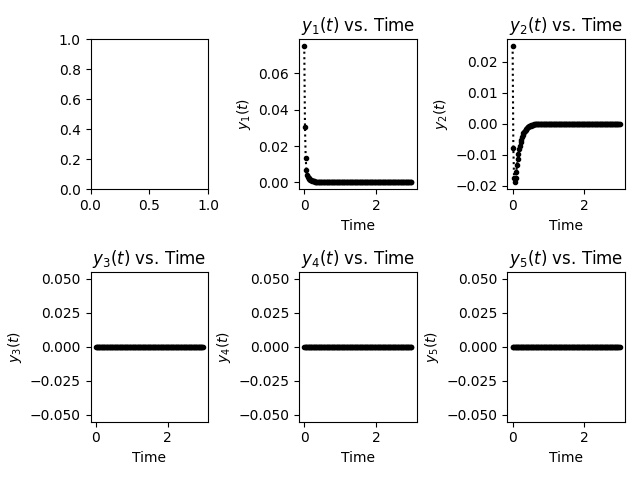 y₁(t) vs. Time
y₂(t) vs. Time
1.0
0.8
0.6
0.4
0.2
0.0
0.0 0.5 1.0
y₁(t)
0.06
0.04
0.02
0.00
0 2
Time
y₂(t)
0.02
0.01
0.00
−0.01
−0.02
0 2
Time
y₃(t) vs. Time
y₃(t)
0.050
0.025
0.000
−0.025
−0.050
0 2
Time
y₄(t) vs. Time
y₄(t)
0.050
0.025
0.000
−0.025
−0.050
0 2
Time
y₅(t) vs. Time
y₅(t)
0.050
0.025
0.000
−0.025
−0.050
0 2
Time